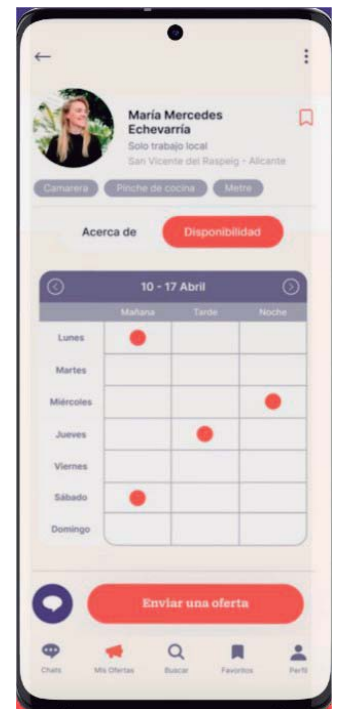 María Mercedes
Echevarría
Solo trabajo local
San Vicente del Raspeig - Alicante
Camarera Pinche de cocina Metre
Acerca de Disponibilidad
10 - 17 Abril
Mañana Tarde Noche
Lunes
Martes
Miércoles
Jueves
Viernes
Sábado
Domingo
Enviar una oferta
Chats Mis Ofertas Buscar Favoritos Perfil